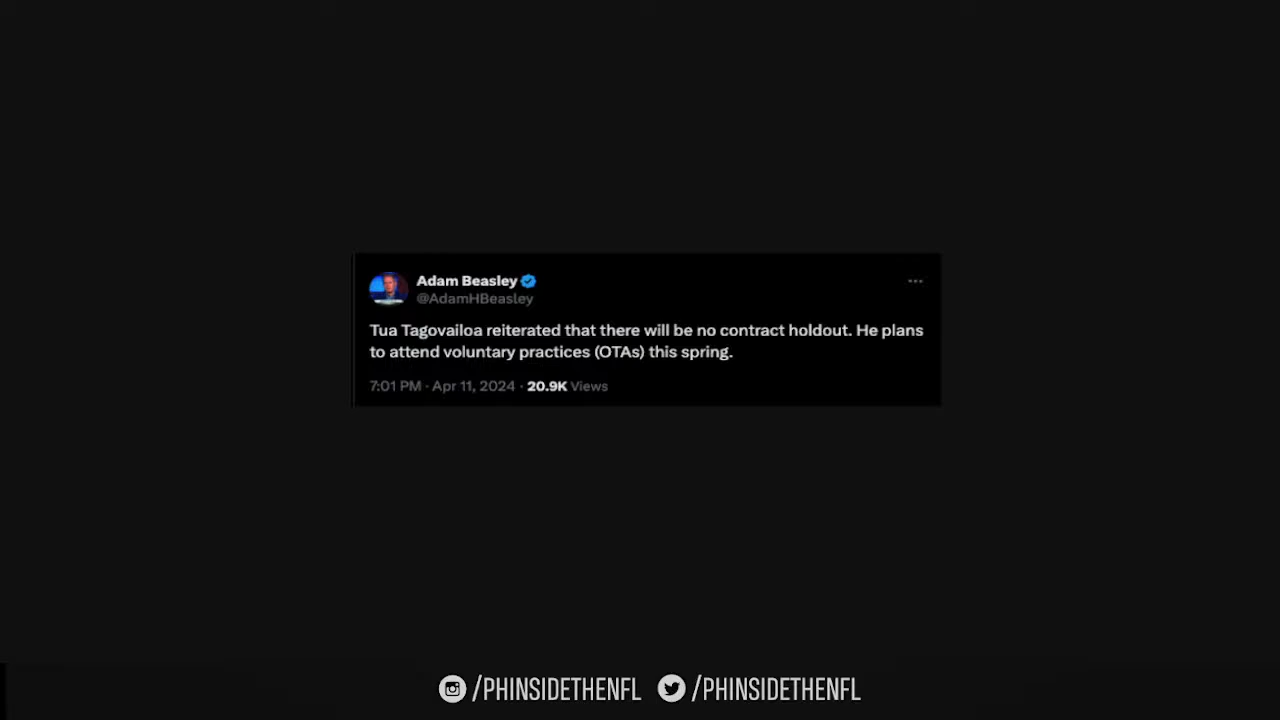 Adam Beasley
@AdamHBeasley
Tua Tagovailoa reiterated that there will be no contract holdout. He plans
to attend voluntary practices (OTAs) this spring.
7:01 PM · Apr 11, 2024 · 20.9K Views
/PHINSIDETHENFL /PHINSIDETHENFL